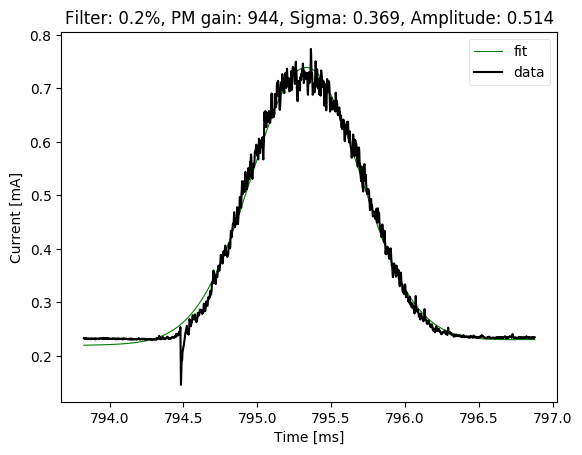 Filter: 0.2%, PM gain: 944, Sigma: 0.369, Amplitude: 0.514
fit
data
0.8
0.7
0.6
0.5
0.4
0.3
0.2
Current [mA]
794.0 794.5 795.0 795.5 796.0 796.5 797.0
Time [ms]